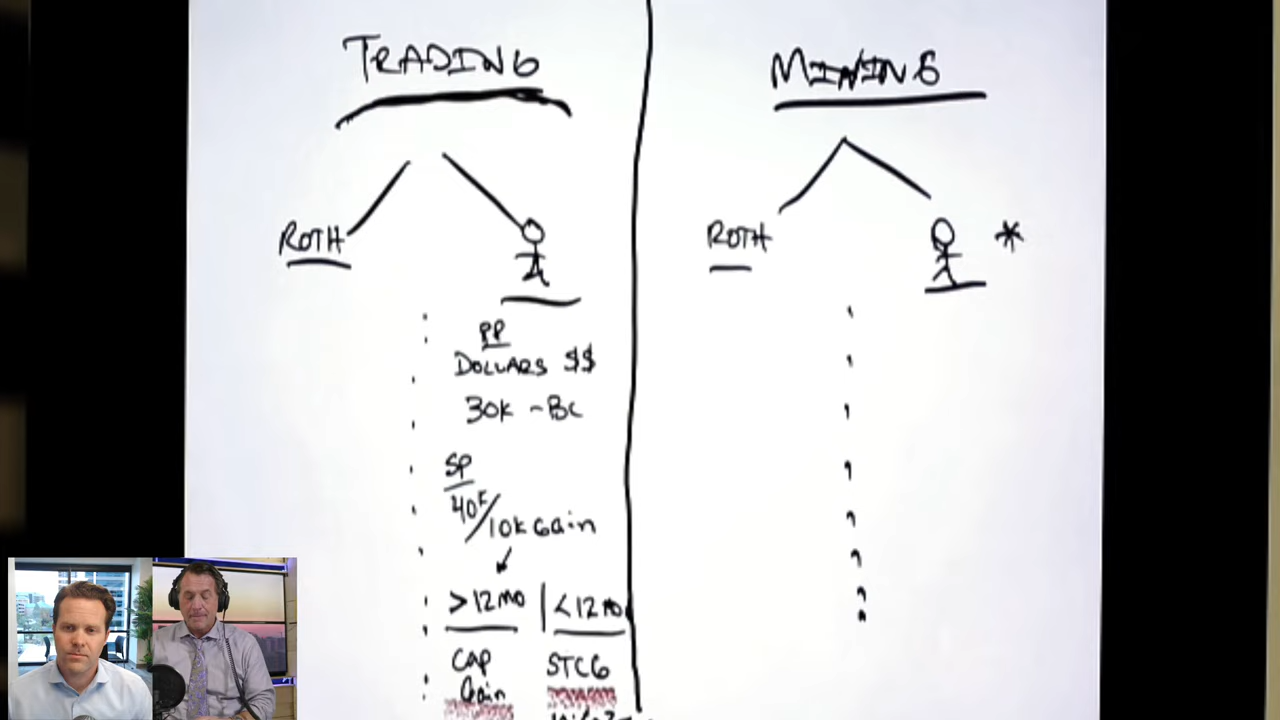 TRADING
ROTH
PP
DOLLARS $$
30K - BC
SP
40K/10K GAin
>12MO | <12MO
CAP STCG
Gain
MINING
ROTH *